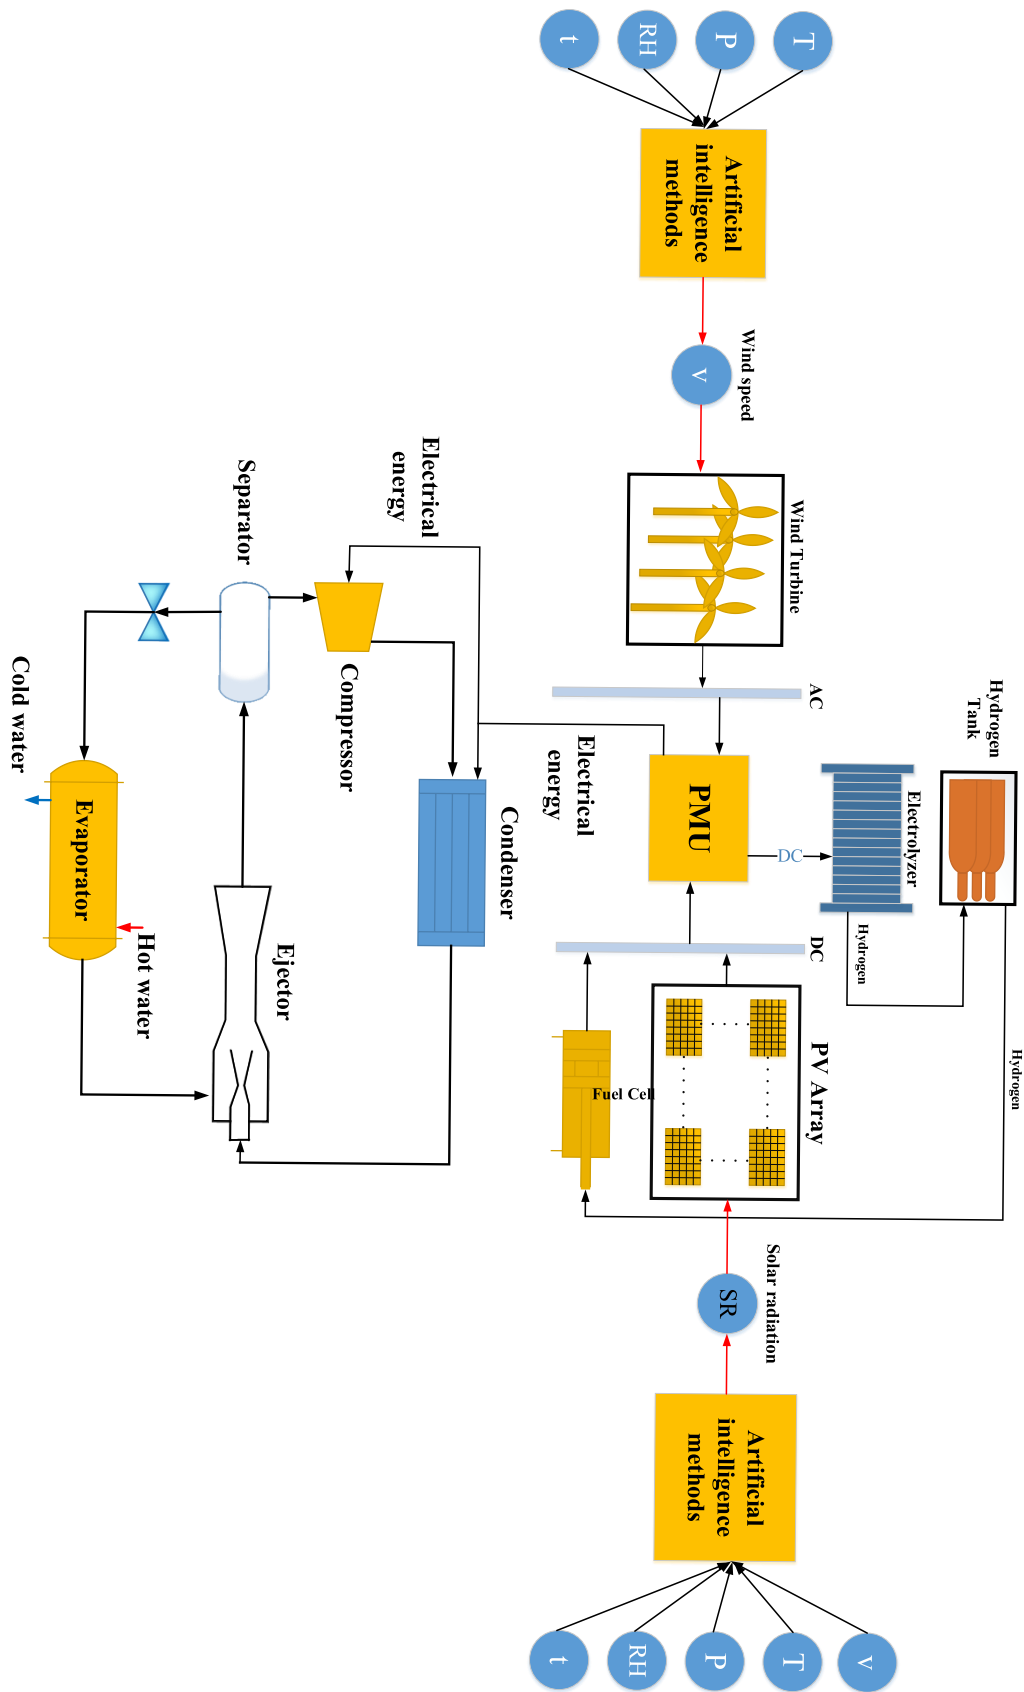 Hydrogen
Hydrogen
Tank
Electrolyzer
Hydrogen
DC
T
P
RH
t
Artificial
intelligence
methods
Wind speed
v
Wind Turbine
AC
PMU
DC
PV Array
Fuel Cell
Solar radiation
SR
Artificial
intelligence
methods
v
T
P
RH
t
Electrical
energy
Electrical
energy
Condenser
Compressor
Separator
Ejector
Evaporator
Hot water
Cold water